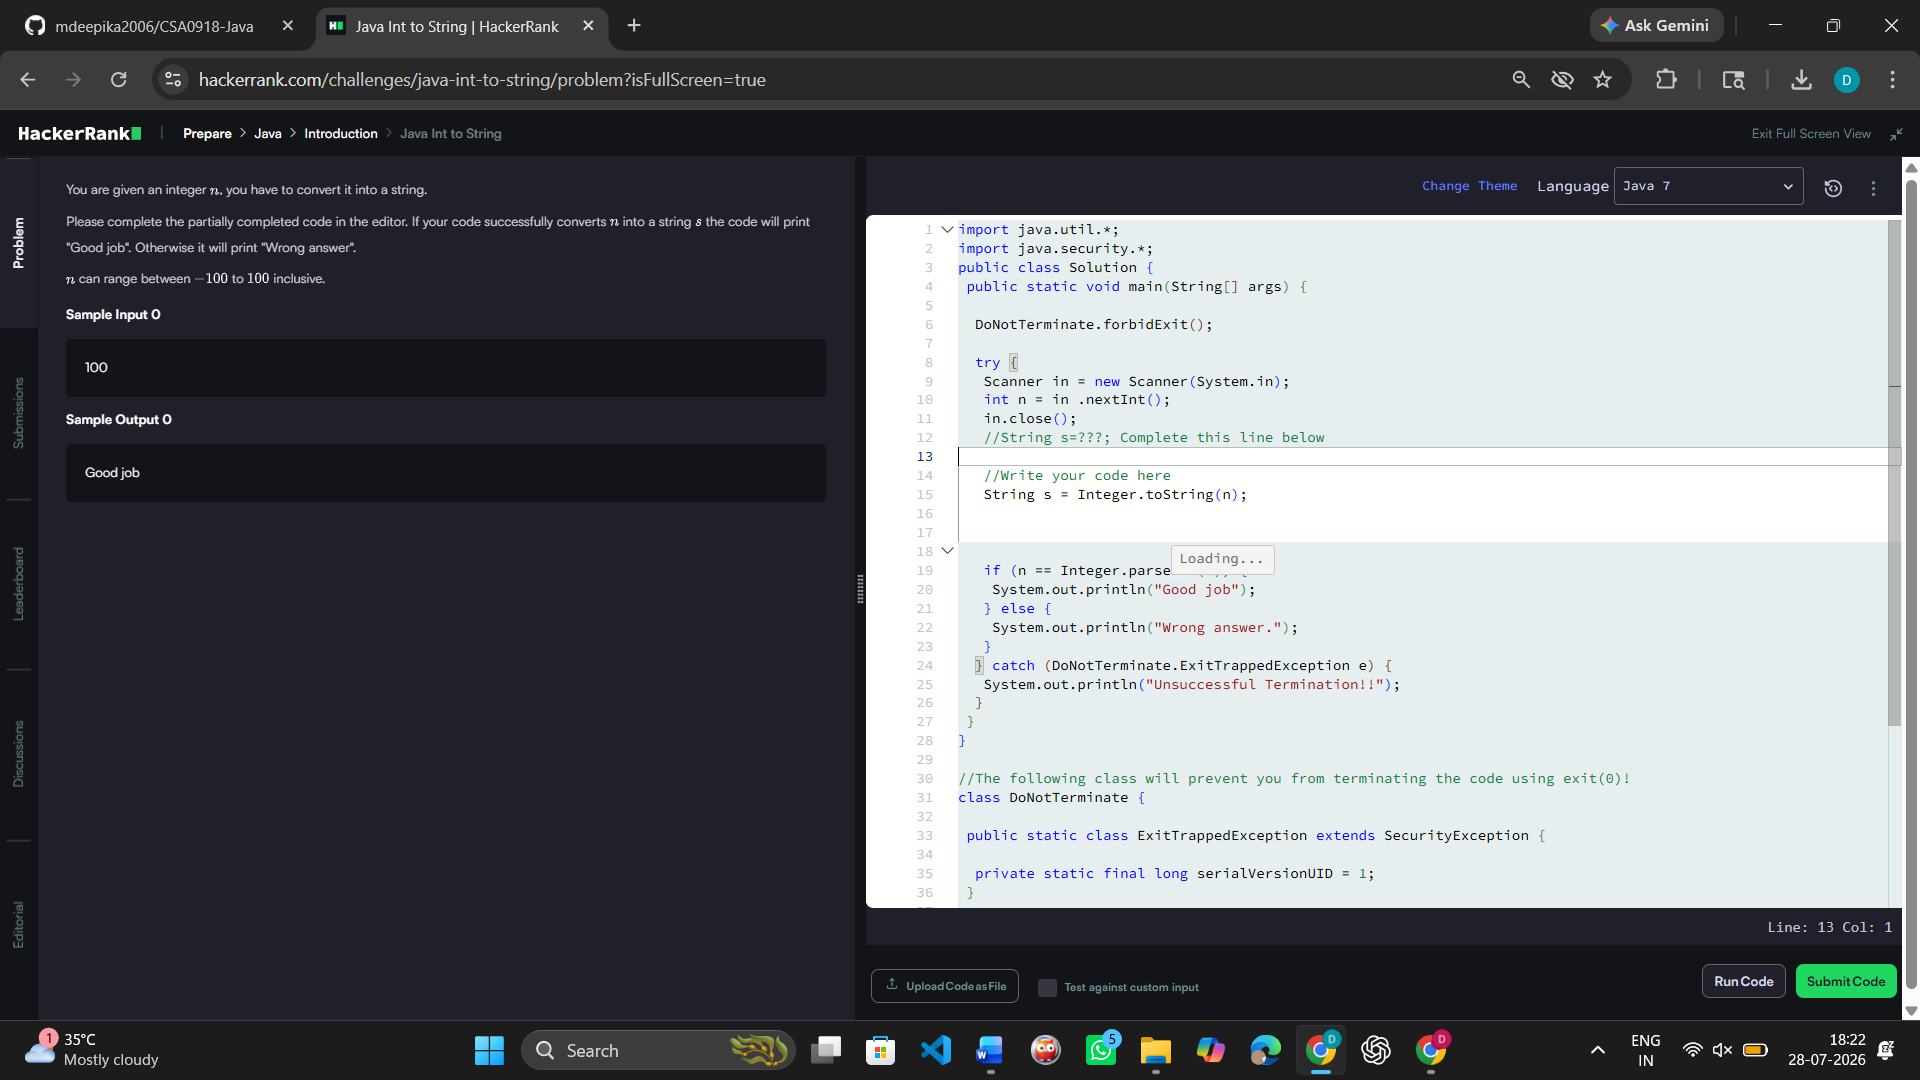 mdeepika2006/CSA0918-Java
Java Int to String | HackerRank
Ask Gemini
hackerrank.com/challenges/java-int-to-string/problem?isFullScreen=true
D
HackerRank
Prepare > Java > Introduction > Java Int to String
Exit Full Screen View
Problem
Submissions
Leaderboard
Discussions
Editorial
You are given an integer n, you have to convert it into a string.
Please complete the partially completed code in the editor. If your code successfully converts n into a string s the code will print
"Good job". Otherwise it will print "Wrong answer".
n can range between −100 to 100 inclusive.
Sample Input 0
100
Sample Output 0
Good job
Change Theme Language Java 7
1 import java.util.*;
2 import java.security.*;
3 public class Solution {
4 public static void main(String[] args) {
5
6 DoNotTerminate.forbidExit();
7
8 try {
9 Scanner in = new Scanner(System.in);
10 int n = in .nextInt();
11 in.close();
12 //String s=???; Complete this line below
13
14 //Write your code here
15 String s = Integer.toString(n);
16
17
18
Loading...
19 if (n == Integer.parse
20 System.out.println("Good job");
21 } else {
22 System.out.println("Wrong answer.");
23 }
24 } catch (DoNotTerminate.ExitTrappedException e) {
25 System.out.println("Unsuccessful Termination!!");
26 }
27 }
28 }
29
30 //The following class will prevent you from terminating the code using exit(0)!
31 class DoNotTerminate {
32
33 public static class ExitTrappedException extends SecurityException {
34
35 private static final long serialVersionUID = 1;
36 }
Line: 13 Col: 1
Upload Code as File
Test against custom input
Run Code
Submit Code
1
35°C
Mostly cloudy
Search
W
5
D
D
ENG
IN
18:22
28-07-2026